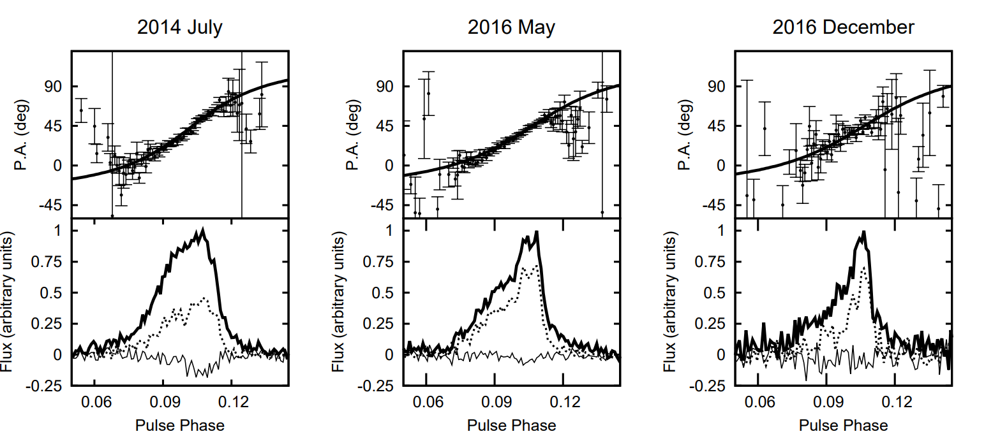 2014 July
2016 May
2016 December
P.A. (deg)
90
45
0
-45
P.A. (deg)
90
45
0
-45
P.A. (deg)
90
45
0
-45
Flux (arbitrary units)
1
0.75
0.5
0.25
0
-0.25
Flux (arbitrary units)
1
0.75
0.5
0.25
0
-0.25
Flux (arbitrary units)
1
0.75
0.5
0.25
0
-0.25
0.06 0.09 0.12
0.06 0.09 0.12
0.06 0.09 0.12
Pulse Phase
Pulse Phase
Pulse Phase